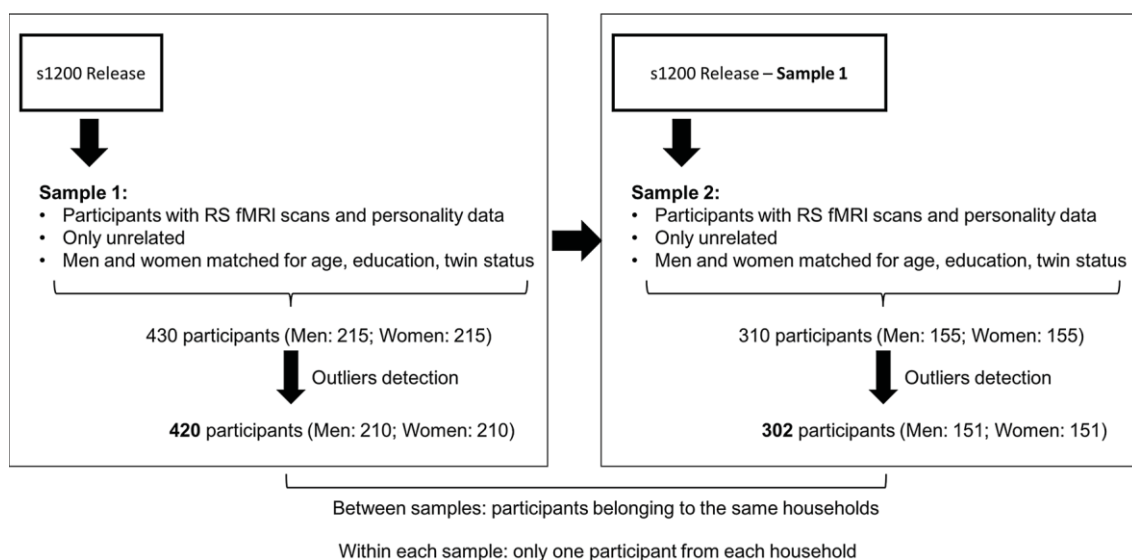 s1200 Release
Sample 1:
• Participants with RS fMRI scans and personality data
• Only unrelated
• Men and women matched for age, education, twin status
430 participants (Men: 215; Women: 215)
Outliers detection
420 participants (Men: 210; Women: 210)
s1200 Release – Sample 1
Sample 2:
• Participants with RS fMRI scans and personality data
• Only unrelated
• Men and women matched for age, education, twin status
310 participants (Men: 155; Women: 155)
Outliers detection
302 participants (Men: 151; Women: 151)
Between samples: participants belonging to the same households
Within each sample: only one participant from each household